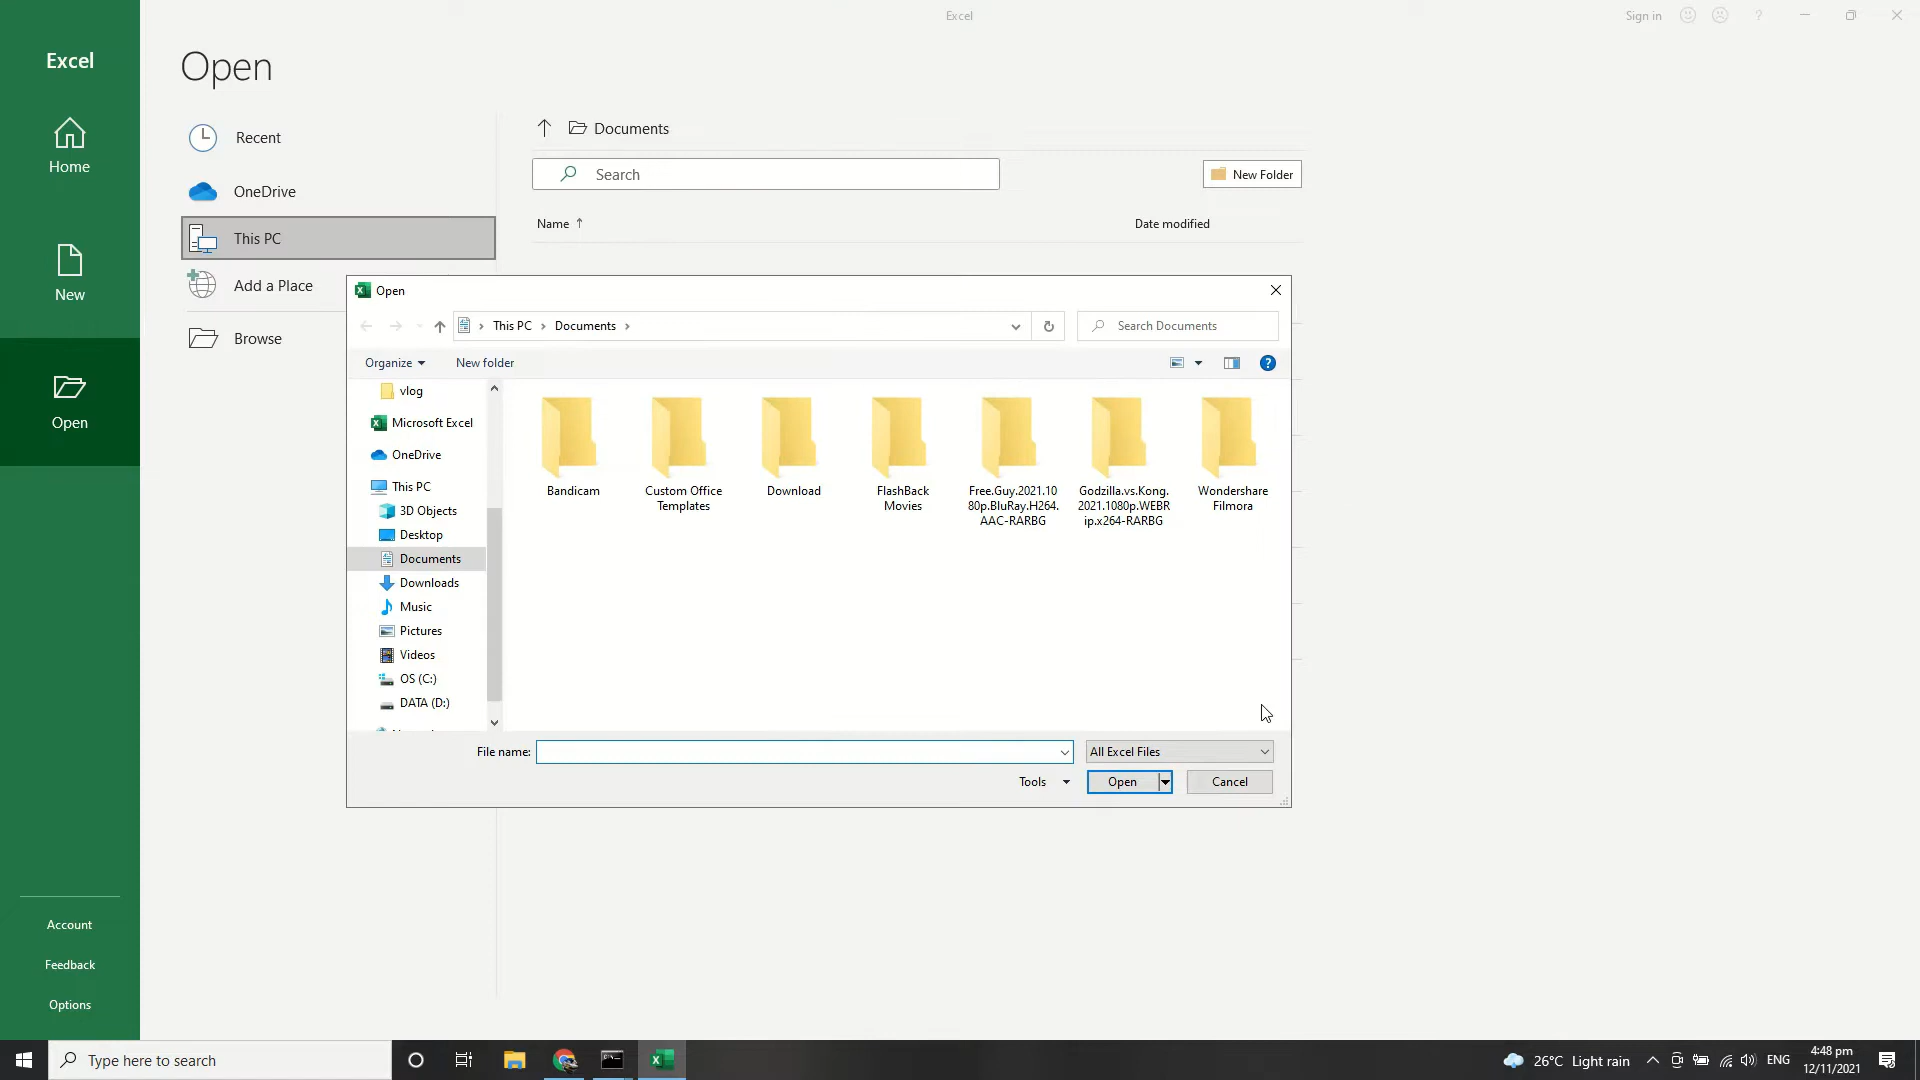 Excel
Sign in
?
Excel
Open
Home
New
Open
Account
Feedback
Options
Recent
OneDrive
This PC
Add a Place
Browse
Documents
Search
New Folder
Name
Date modified
Open
This PC
Documents
Search Documents
Organize
New folder
?
vlog
Microsoft Excel
OneDrive
This PC
3D Objects
Desktop
Documents
Downloads
Music
Pictures
Videos
OS (C:)
DATA (D:)
Bandicam
Custom Office
Templates
Download
FlashBack
Movies
Free.Guy.2021.10
80p.BluRay.H264.
AAC-RARBG
Godzilla.vs.Kong.
2021.1080p.WEBR
ip.x264-RARBG
Wondershare
Filmora
File name:
All Excel Files
Tools
Open
Cancel
Type here to search
26°C Light rain
ENG
4:48 pm
12/11/2021